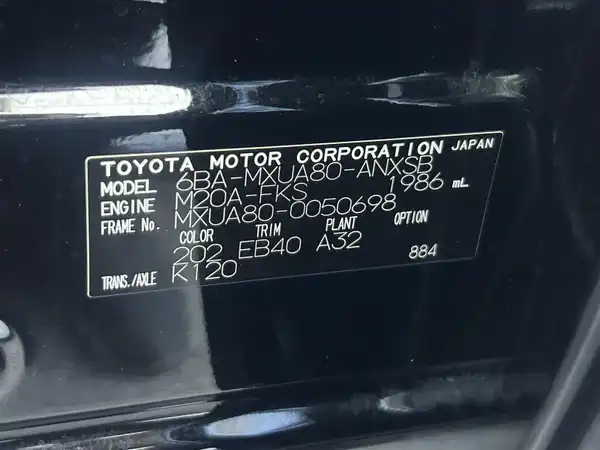 TOYOTA MOTOR CORPORATION JAPAN
MODEL 6BA-MXUA80-ANXSB
ENGINE M20A-FKS 1986 mL
FRAME No. MXUA80-0050698
COLOR TRIM PLANT OPTION
202 EB40 A32 884
TRANS./AXLE K120